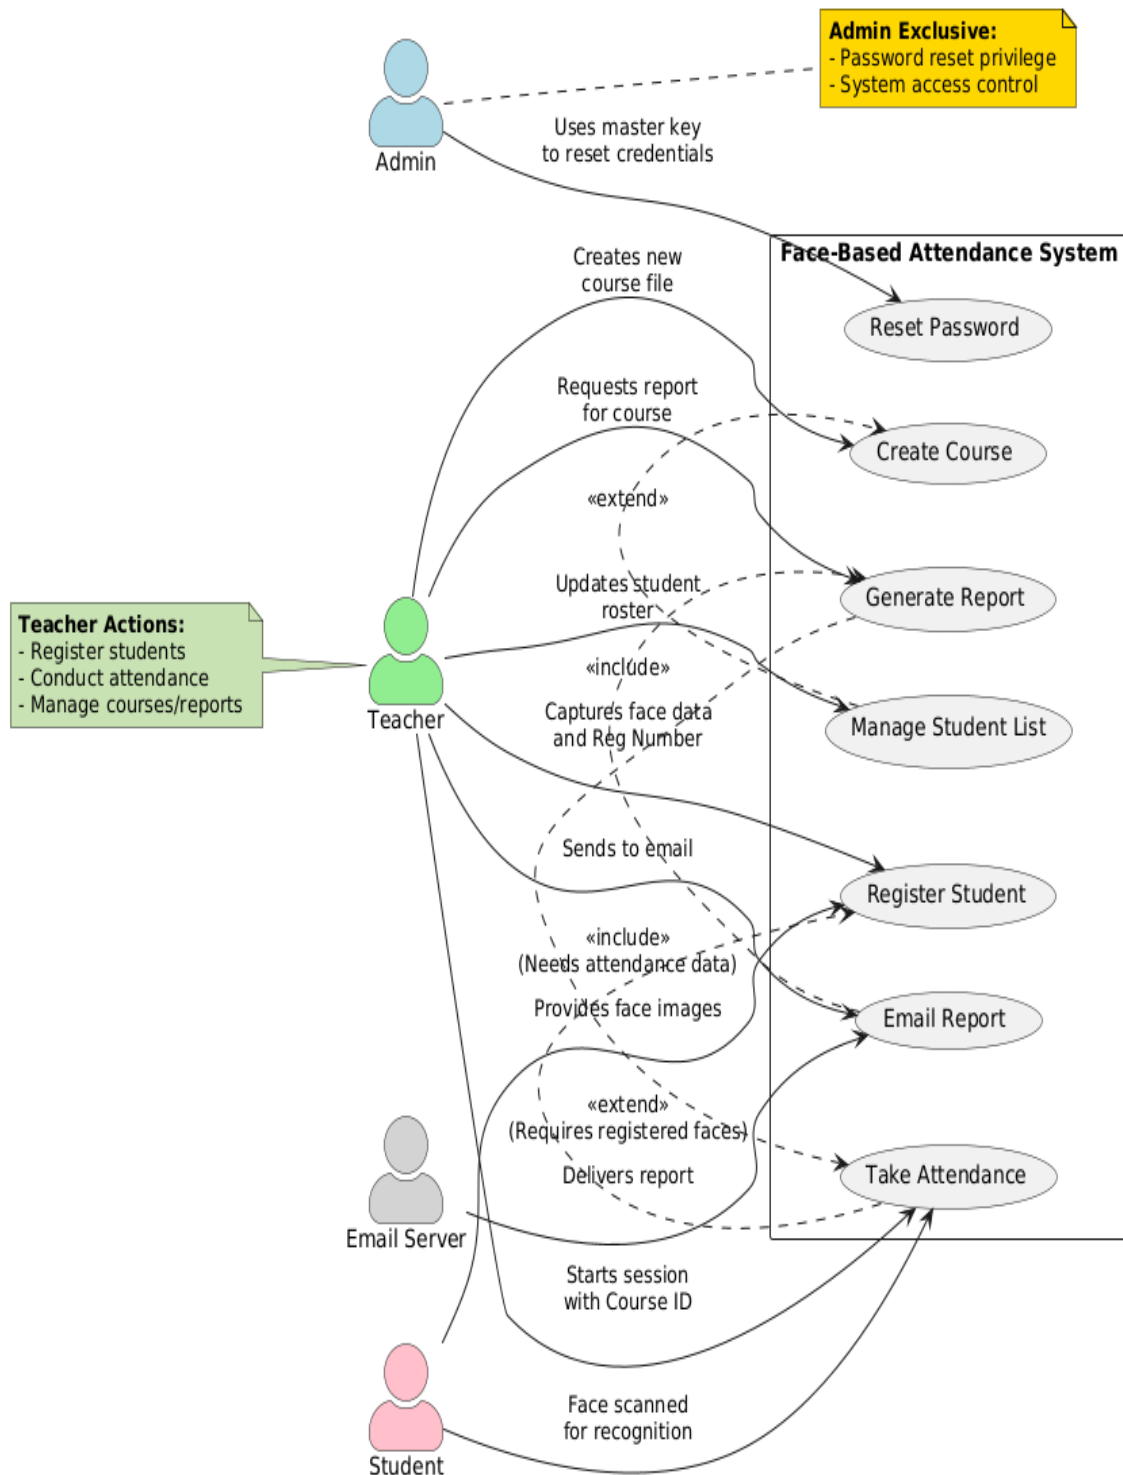 Admin Exclusive:
- Password reset privilege
- System access control
Admin
Uses master key
to reset credentials
Face-Based Attendance System
Creates new
course file
Reset Password
Requests report
for course
Create Course
«extend»
Updates student
roster
Generate Report
Teacher Actions:
- Register students
- Conduct attendance
- Manage courses/reports
Teacher
«include»
Captures face data
and Reg Number
Manage Student List
Sends to email
Register Student
«include»
(Needs attendance data)
Provides face images
Email Report
«extend»
(Requires registered faces)
Delivers report
Take Attendance
Email Server
Starts session
with Course ID
Face scanned
for recognition
Student